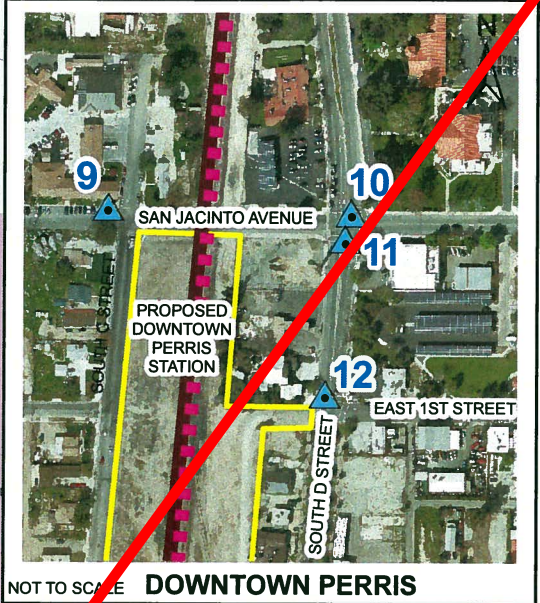 N
9
10
SAN JACINTO AVENUE
11
SOUTH C STREET
PROPOSED
DOWNTOWN
PERRIS
STATION
12
EAST 1ST STREET
SOUTH D STREET
NOT TO SCALE
DOWNTOWN PERRIS